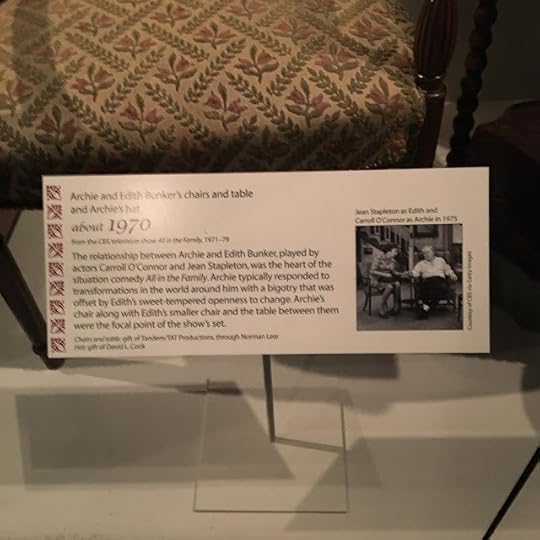 Archie and Edith Bunker's chairs and table
and Archie's hat
about 1970
from the CBS television show All in the Family, 1971–79
The relationship between Archie and Edith Bunker, played by
actors Carroll O'Connor and Jean Stapleton, was the heart of the
situation comedy All in the Family. Archie typically responded to
transformations in the world around him with a bigotry that was
offset by Edith's sweet-tempered openness to change. Archie's
chair along with Edith's smaller chair and the table between them
were the focal point of the show's set.
Chairs and table gift of Tandem/TAT Productions, through Norman Lear
Hat gift of David L. Cook
Jean Stapleton as Edith and
Carroll O'Connor as Archie in 1975
Courtesy of CBS via Getty Images